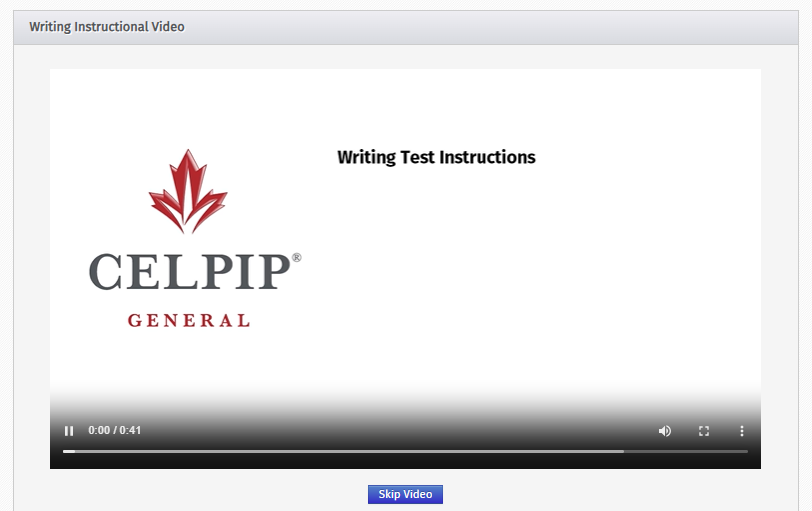 Writing Instructional Video
Writing Test Instructions
CELPIP®
GENERAL
0:00 / 0:41
Skip Video